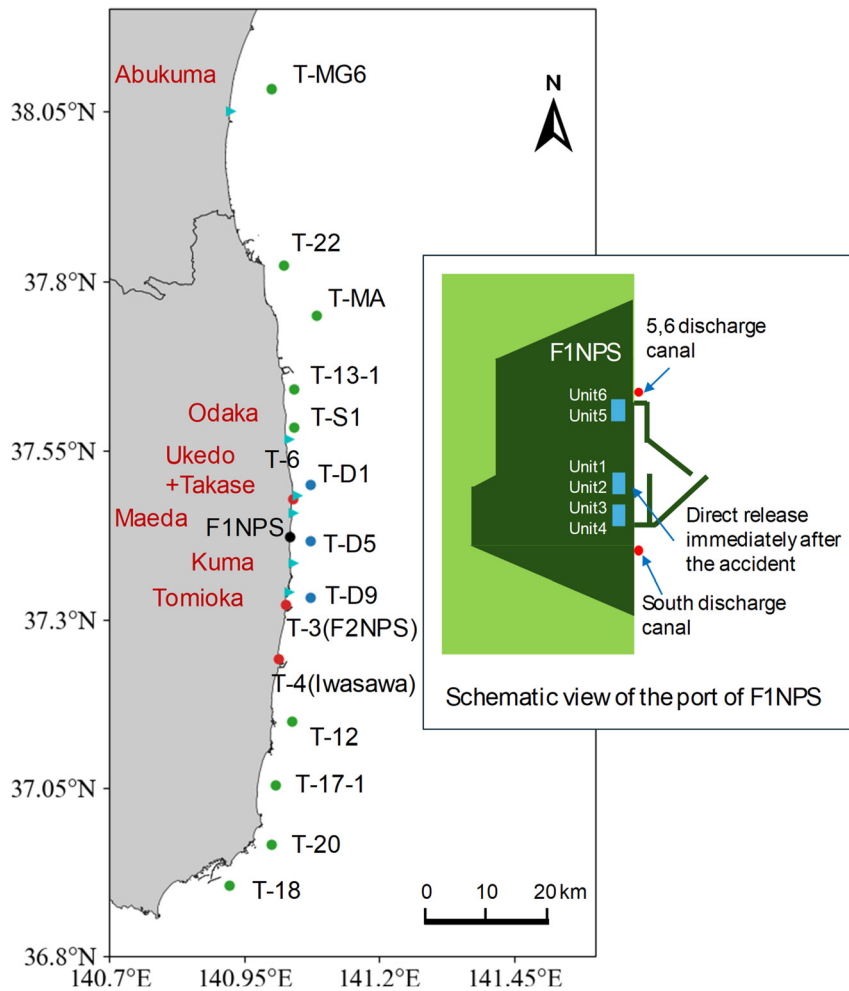 Abukuma
T-MG6
N
38.05°N
T-22
37.8°N
T-MA
5,6 discharge
canal
F1NPS
T-13-1
Unit6
Unit5
Odaka
T-S1
37.55°N
Ukedo
+Takase
T-6
T-D1
Unit1
Unit2
Unit3
Unit4
Maeda
F1NPS
T-D5
Direct release
immediately after
the accident
Kuma
Tomioka
T-D9
South discharge
canal
37.3°N
T-3(F2NPS)
T-4(Iwasawa)
Schematic view of the port of F1NPS
T-12
37.05°N
T-17-1
T-20
T-18
0 10 20 km
36.8°N
140.7°E 140.95°E 141.2°E 141.45°E